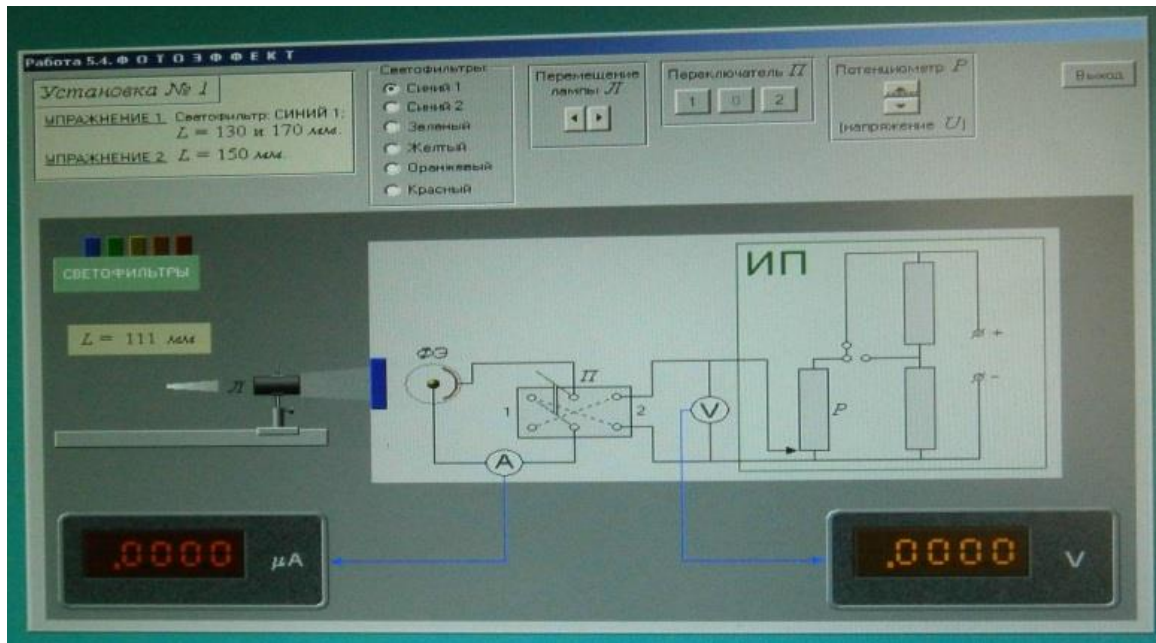 Работа 5.4. Ф О Т О Э Ф Ф Е К Т
Установка № 1
УПРАЖНЕНИЕ 1. Светофильтр: СИНИЙ 1;
L = 130 и 170 мм.
УПРАЖНЕНИЕ 2. L = 150 мм.
Светофильтры:
Синий 1
Синий 2
Зеленый
Желтый
Оранжевый
Красный
Перемещение
лампы Л
Переключатель П
1 0 2
Потенциометр Р
(напряжение U)
Выход
СВЕТОФИЛЬТРЫ
L = 111 мм
Л
ФЭ
П
1
2
A
V
ИП
P
+
-
.0000 μA
.0000 V